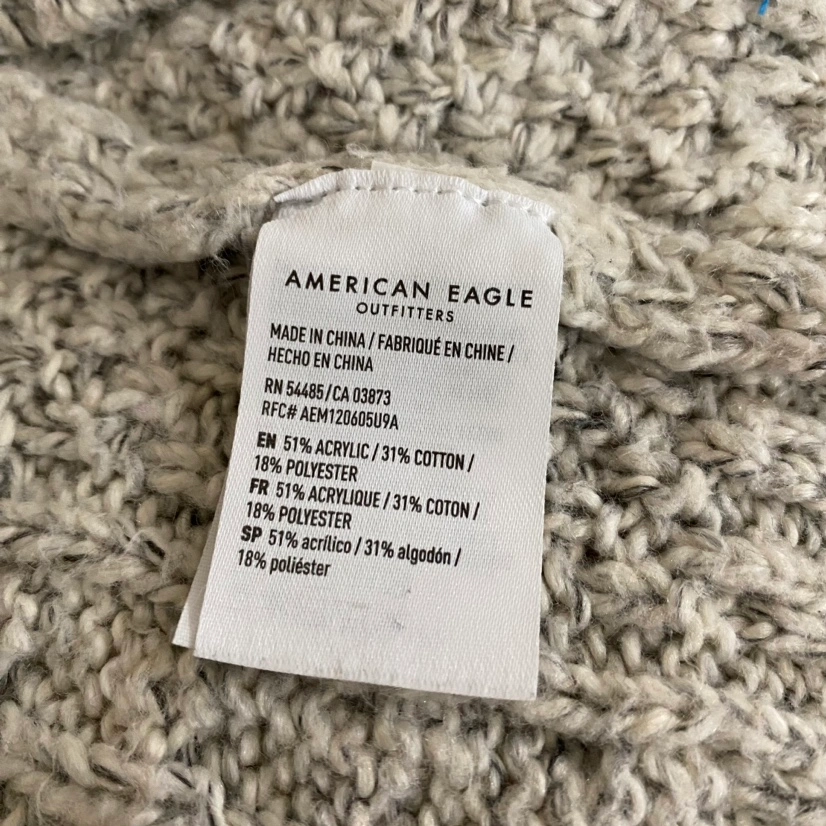 AMERICAN EAGLE
OUTFITTERS
MADE IN CHINA / FABRIQUÉ EN CHINE /
HECHO EN CHINA
RN 54485/CA 03873
RFC# AEM120605U9A
EN 51% ACRYLIC / 31% COTTON /
18% POLYESTER
FR 51% ACRYLIQUE / 31% COTON /
18% POLYESTER
SP 51% acrílico / 31% algodón /
18% poliéster